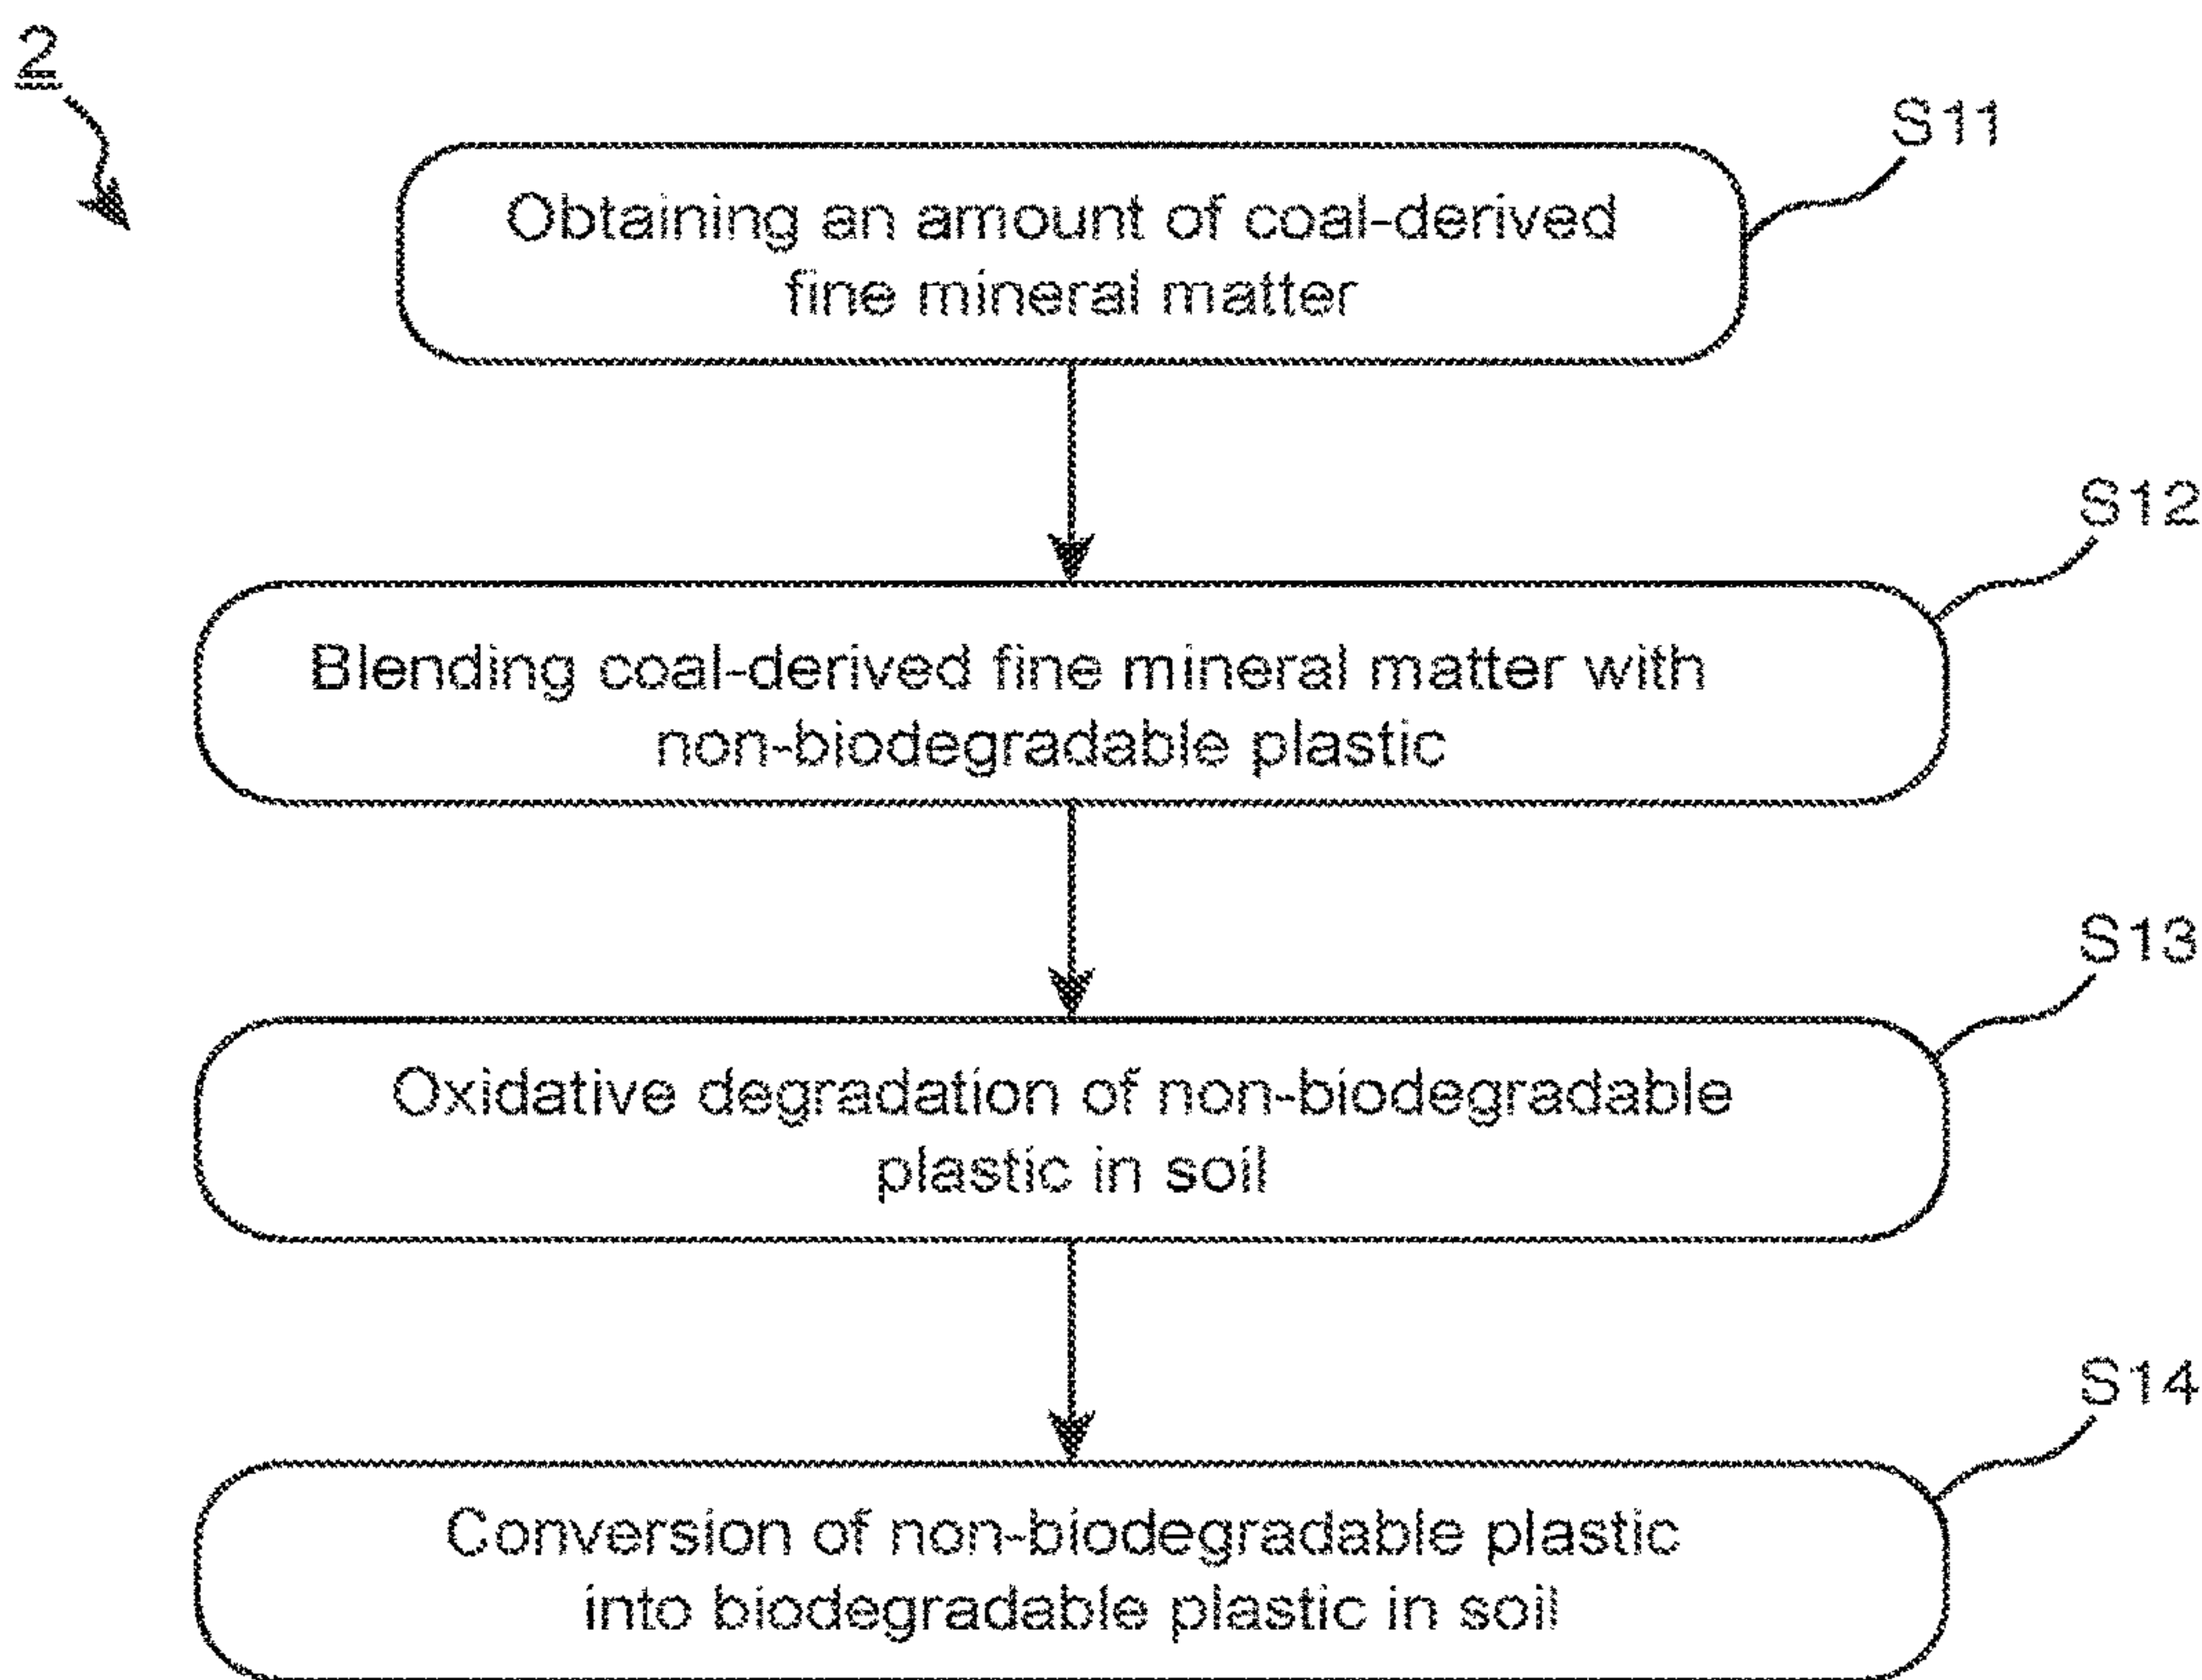 2
S11
Obtaining an amount of coal-derived
fine mineral matter
S12
Blending coal-derived fine mineral matter with
non-biodegradable plastic
S13
Oxidative degradation of non-biodegradable
plastic in soil
S14
Conversion of non-biodegradable plastic
into biodegradable plastic in soil